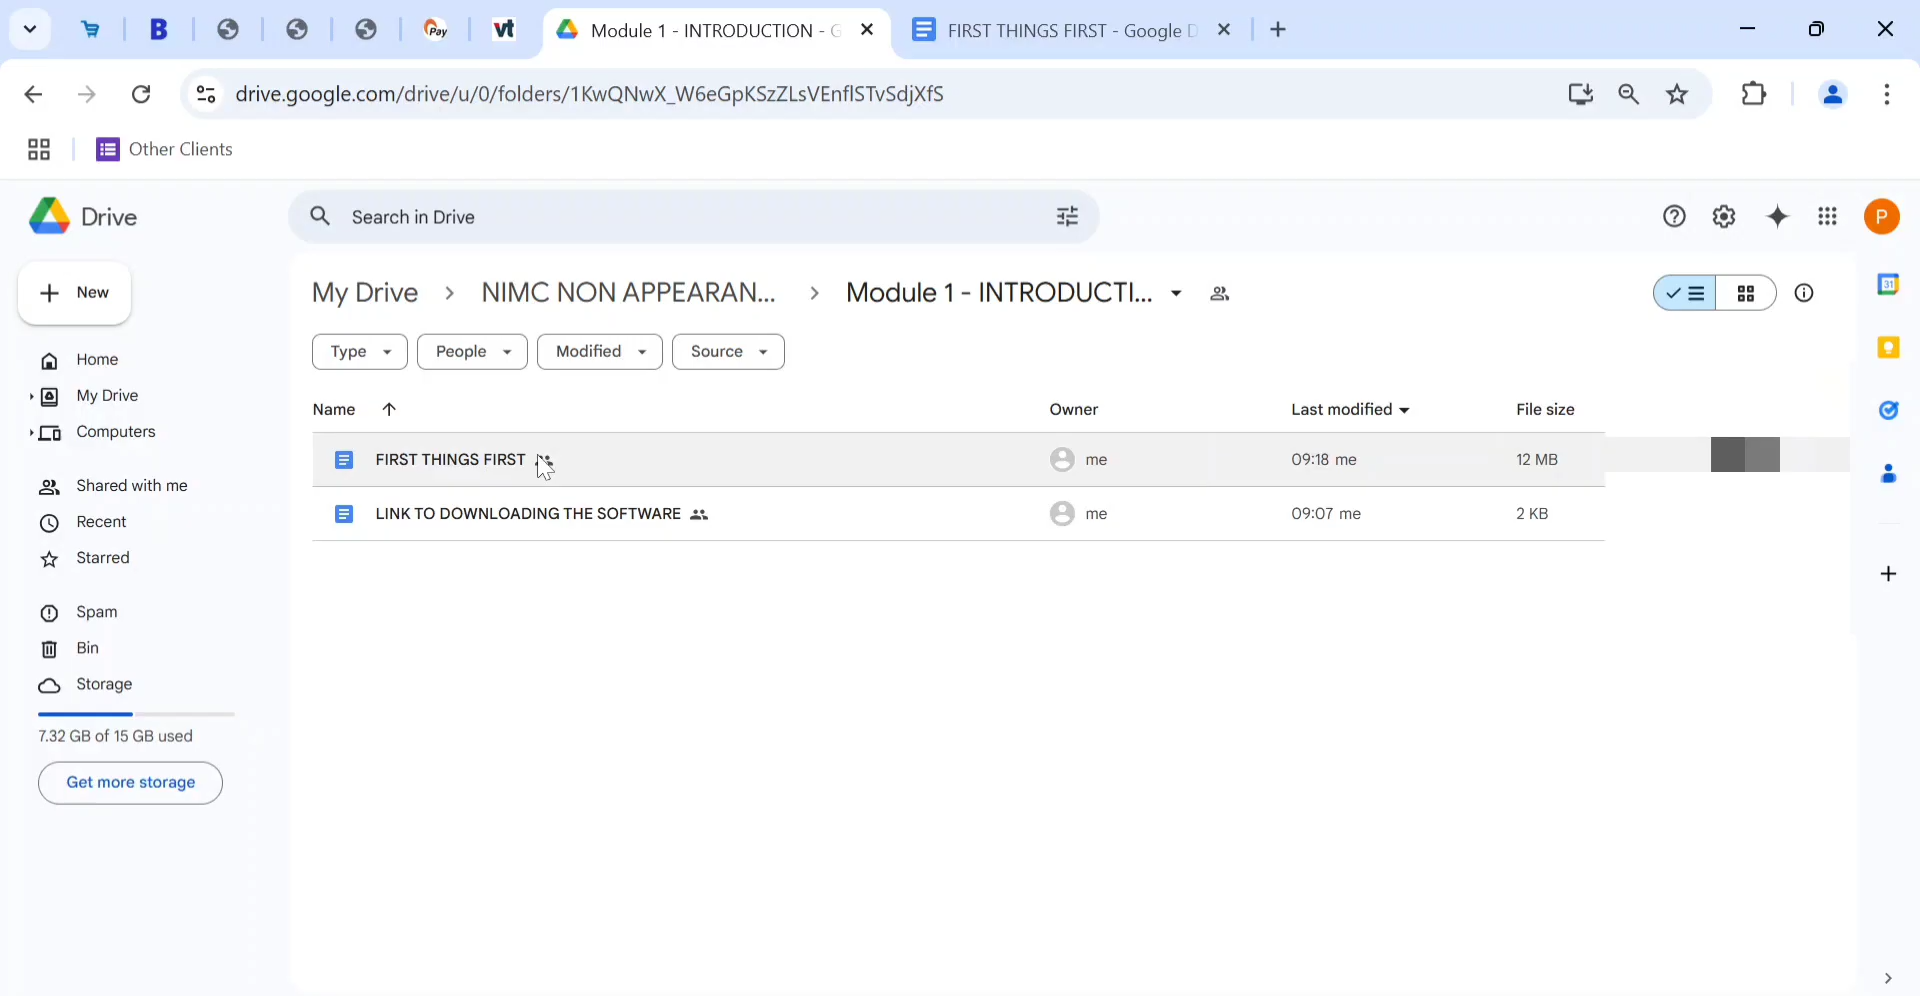 Pay
vt
Module 1 - INTRODUCTION - G
FIRST THINGS FIRST - Google D
drive.google.com/drive/u/0/folders/1KwQNwX_W6eGpKSzZLsVEnflSTvSdjXfS
Other Clients
Drive
Search in Drive
P
New
My Drive > NIMC NON APPEARAN... > Module 1 - INTRODUCTI...
31
Type
People
Modified
Source
Home
My Drive
Computers
Shared with me
Recent
Starred
Spam
Bin
Storage
7.32 GB of 15 GB used
Get more storage
Name Owner Last modified File size
FIRST THINGS FIRST me 09:18 me 12 MB
LINK TO DOWNLOADING THE SOFTWARE me 09:07 me 2 KB